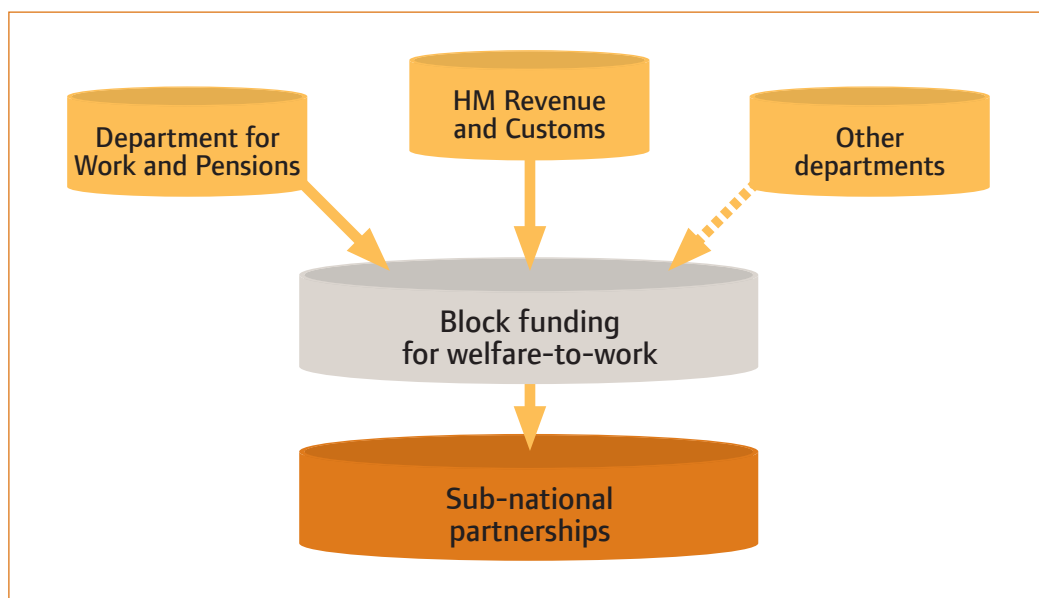 Department for
Work and Pensions
HM Revenue
and Customs
Other
departments
Block funding
for welfare-to-work
Sub-national
partnerships